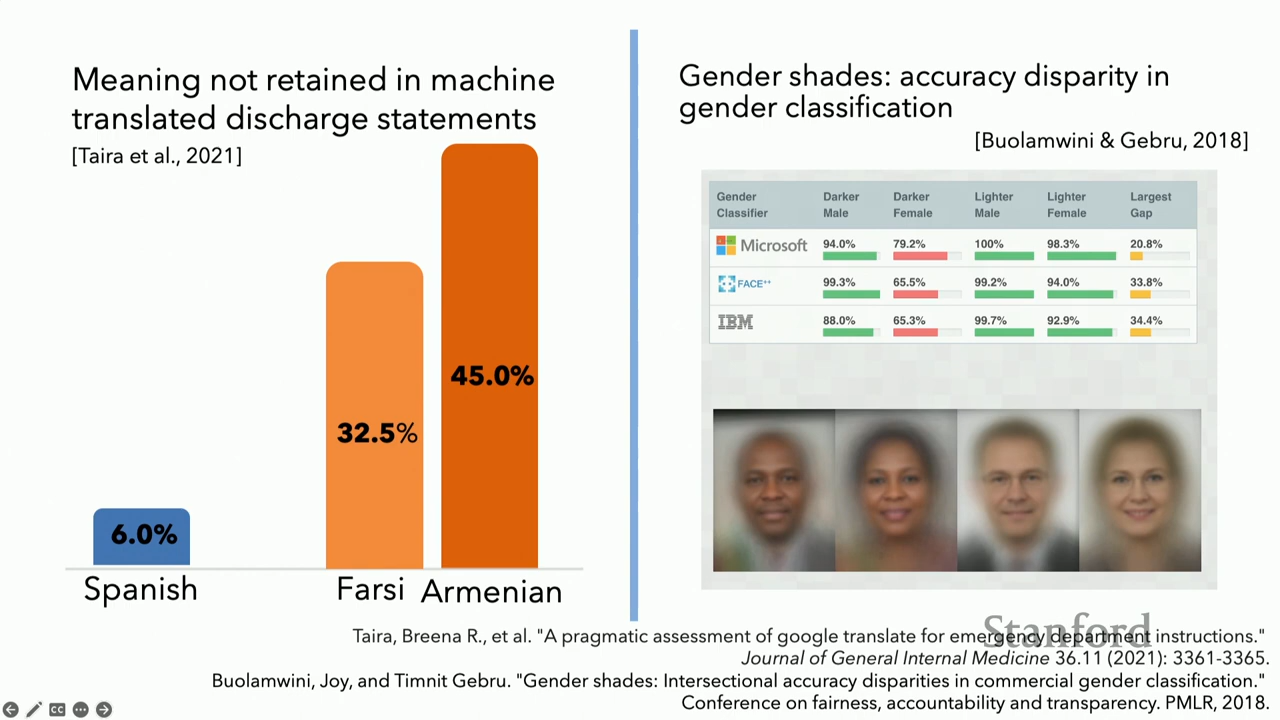 Meaning not retained in machine
translated discharge statements
[Taira et al., 2021]
45.0%
32.5%
6.0%
Spanish
Farsi
Armenian
Gender shades: accuracy disparity in
gender classification
[Buolamwini & Gebru, 2018]
Gender Classifier Darker Male Darker Female Lighter Male Lighter Female Largest Gap
Microsoft 94.0% 79.2% 100% 98.3% 20.8%
FACE++ 99.3% 65.5% 99.2% 94.0% 33.8%
IBM 88.0% 65.3% 99.7% 92.9% 34.4%
Stanford
Taira, Breena R., et al. "A pragmatic assessment of google translate for emergency department instructions."
Journal of General Internal Medicine 36.11 (2021): 3361-3365.
Buolamwini, Joy, and Timnit Gebru. "Gender shades: Intersectional accuracy disparities in commercial gender classification."
Conference on fairness, accountability and transparency. PMLR, 2018.
CC